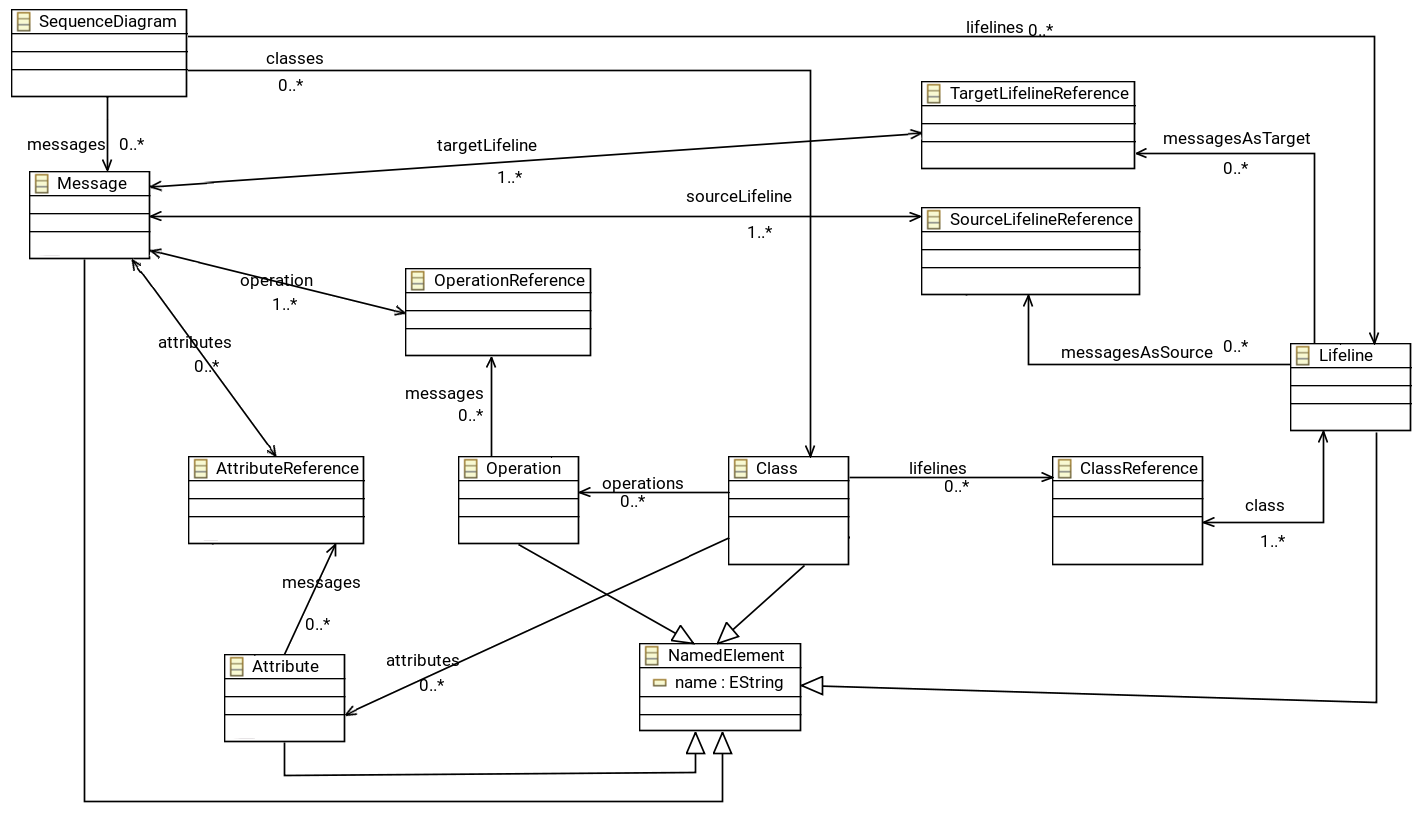 SequenceDiagram
lifelines 0..*
classes
0..*
TargetLifelineReference
messages 0..*
targetLifeline
1..*
messagesAsTarget
0..*
Message
sourceLifeline
1..*
SourceLifelineReference
operation
1..*
OperationReference
attributes
0..*
messagesAsSource 0..*
Lifeline
messages
0..*
AttributeReference
Operation
operations
0..*
Class
lifelines
0..*
ClassReference
class
1..*
messages
0..*
Attribute
attributes
0..*
NamedElement
name : EString